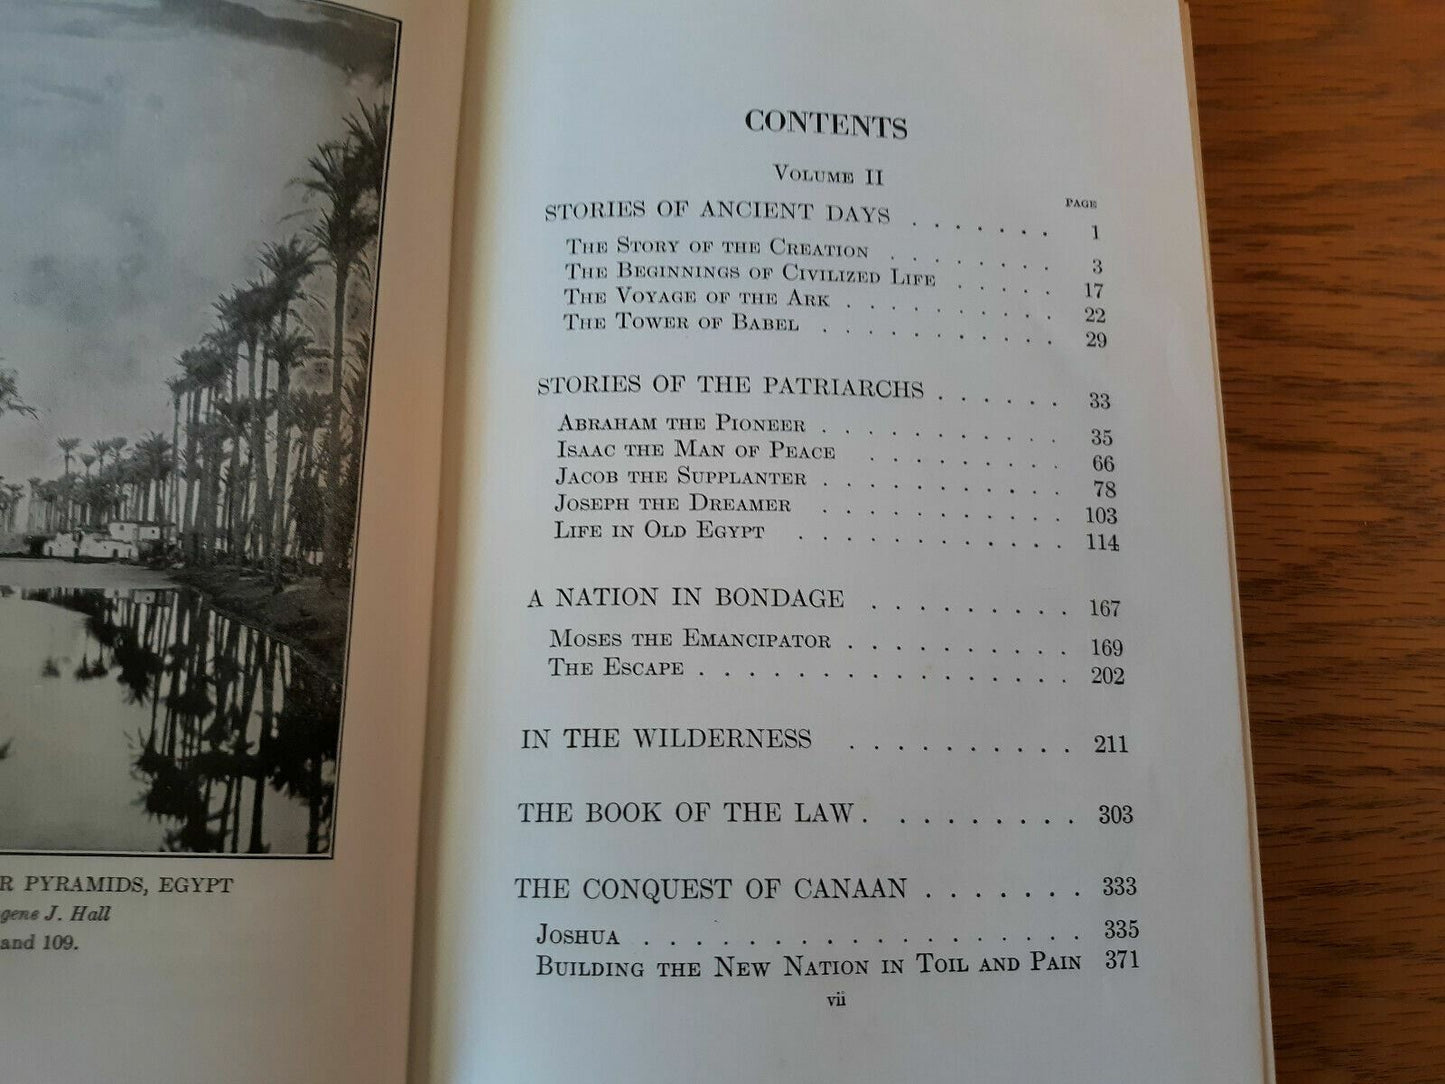 R PYRAMIDS, EGYPT
gene J. Hall
and 109.
CONTENTS
VOLUME II
PAGE
STORIES OF ANCIENT DAYS . . . . . . . 1
THE STORY OF THE CREATION . . . . . . . 3
THE BEGINNINGS OF CIVILIZED LIFE . . . . . 17
THE VOYAGE OF THE ARK . . . . . . . . . 22
THE TOWER OF BABEL . . . . . . . . . . 29
STORIES OF THE PATRIARCHS . . . . . . 33
ABRAHAM THE PIONEER . . . . . . . . . . . 35
ISAAC THE MAN OF PEACE . . . . . . . . . 66
JACOB THE SUPPLANTER . . . . . . . . . . . 78
JOSEPH THE DREAMER . . . . . . . . . . . 103
LIFE IN OLD EGYPT . . . . . . . . . . . . 114
A NATION IN BONDAGE . . . . . . . . . 167
MOSES THE EMANCIPATOR . . . . . . . . . . 169
THE ESCAPE . . . . . . . . . . . . . . . . 202
IN THE WILDERNESS . . . . . . . . . . 211
THE BOOK OF THE LAW . . . . . . . . . 303
THE CONQUEST OF CANAAN . . . . . . . 333
JOSHUA . . . . . . . . . . . . . . . . . . 335
BUILDING THE NEW NATION IN TOIL AND PAIN 371
vii